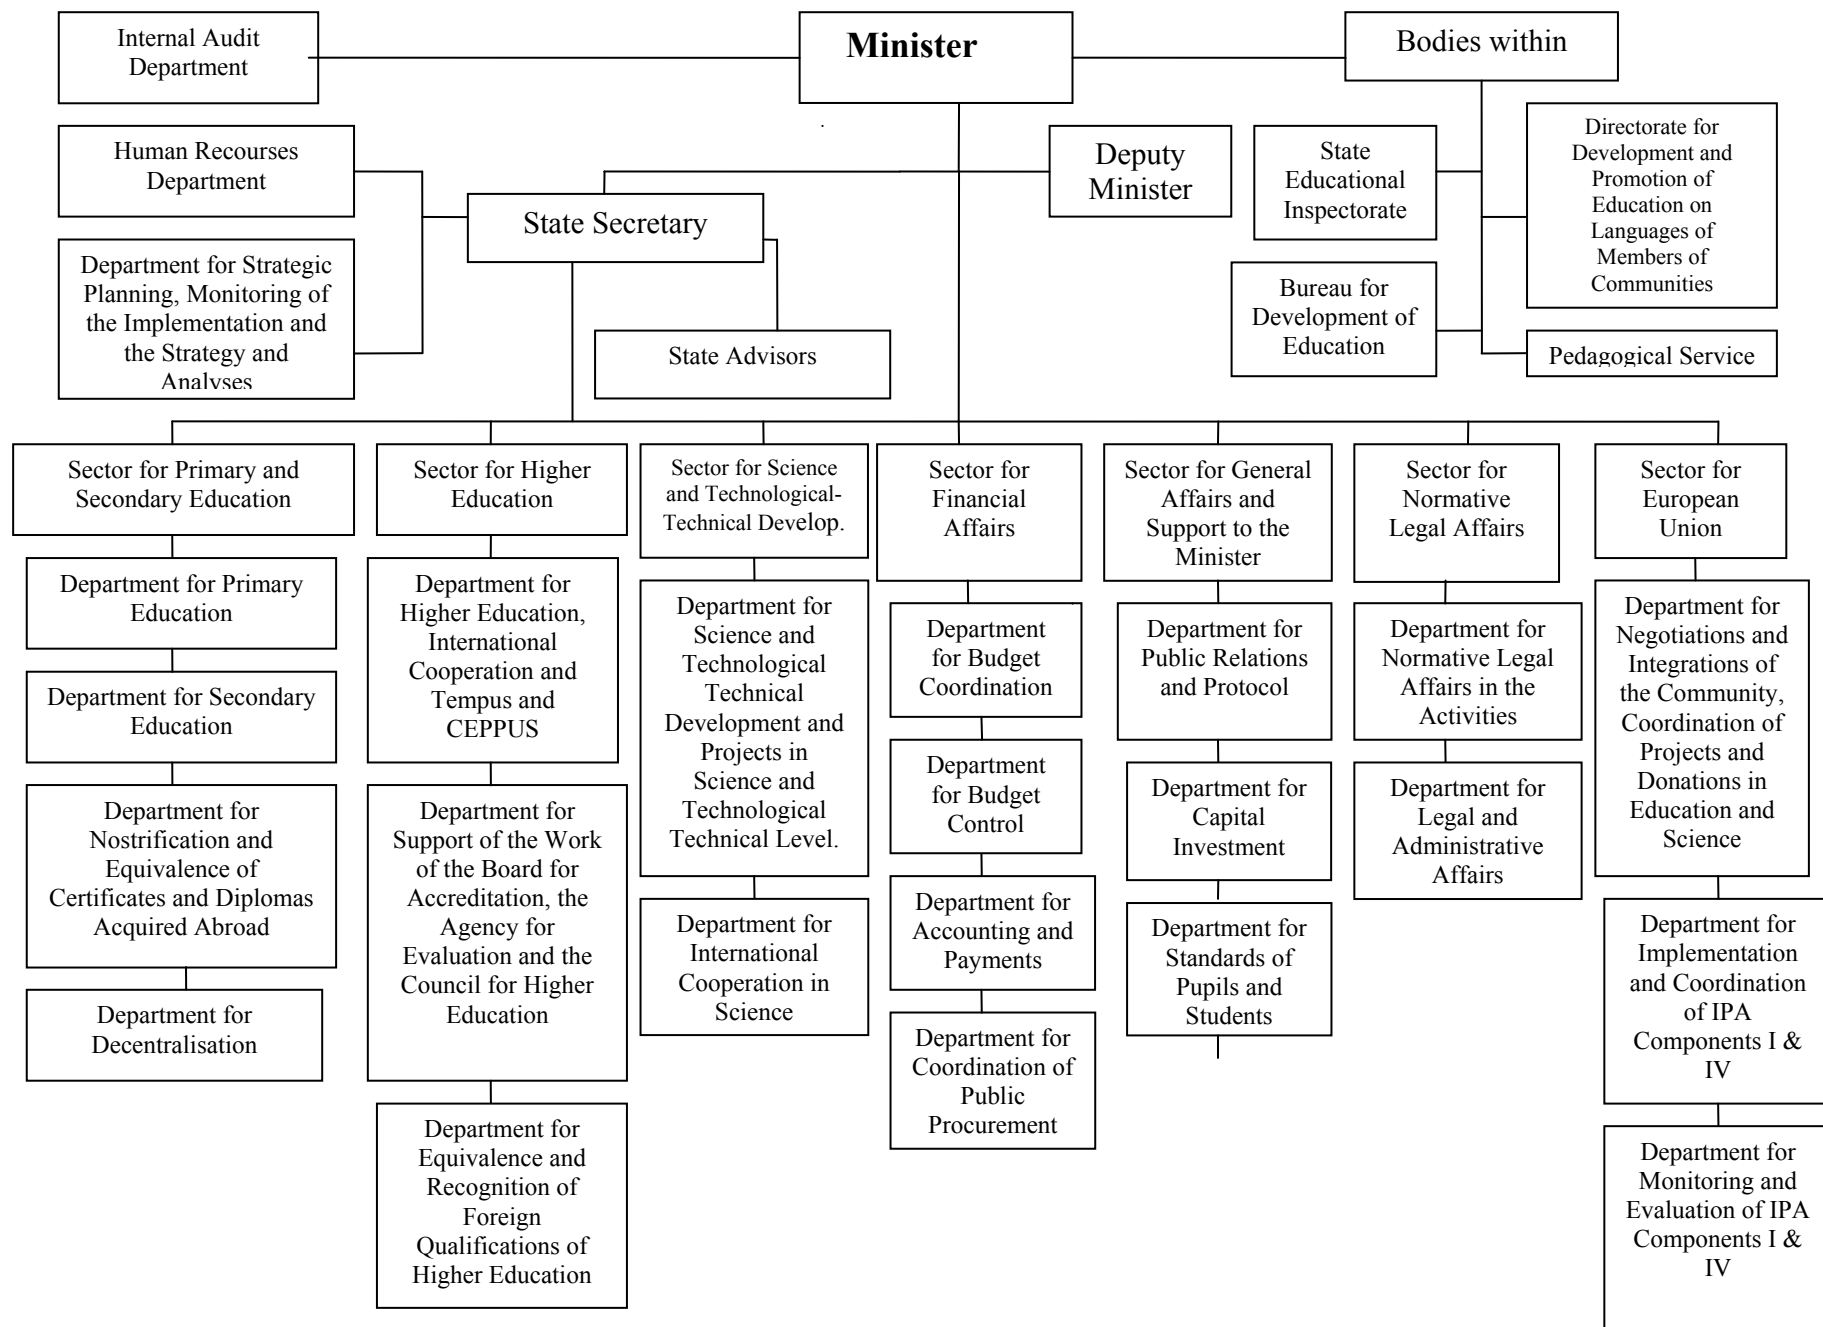 Internal Audit
Department
Minister
Bodies within
Human Recourses
Department
Deputy
Minister
State
Educational
Inspectorate
Directorate for
Development and
Promotion of
Education on
Languages of
Members of
Communities
State Secretary
Department for Strategic
Planning, Monitoring of
the Implementation and
the Strategy and
Analyses
State Advisors
Bureau for
Development of
Education
Pedagogical Service
Sector for Primary and
Secondary Education
Department for Primary
Education
Department for Secondary
Education
Department for
Nostrification and
Equivalence of
Certificates and Diplomas
Acquired Abroad
Department for
Decentralisation
Sector for Higher
Education
Department for
Higher Education,
International
Cooperation and
Tempus and
CEPPUS
Department for
Support of the Work
of the Board for
Accreditation, the
Agency for
Evaluation and the
Council for Higher
Education
Department for
Equivalence and
Recognition of
Foreign
Qualifications of
Higher Education
Sector for Science
and Technological-
Technical Develop.
Department for
Science and
Technological
Technical
Development and
Projects in
Science and
Technological
Technical Level.
Department for
International
Cooperation in
Science
Sector for
Financial
Affairs
Department
for Budget
Coordination
Department
for Budget
Control
Department for
Accounting and
Payments
Department for
Coordination of
Public
Procurement
Sector for General
Affairs and
Support to the
Minister
Department for
Public Relations
and Protocol
Department for
Capital
Investment
Department for
Standards of
Pupils and
Students
Sector for
Normative
Legal Affairs
Department for
Normative Legal
Affairs in the
Activities
Department for
Legal and
Administrative
Affairs
Sector for
European
Union
Department for
Negotiations and
Integrations of
the Community,
Coordination of
Projects and
Donations in
Education and
Science
Department for
Implementation
and Coordination
of IPA
Components I &
IV
Department for
Monitoring and
Evaluation of IPA
Components I &
IV